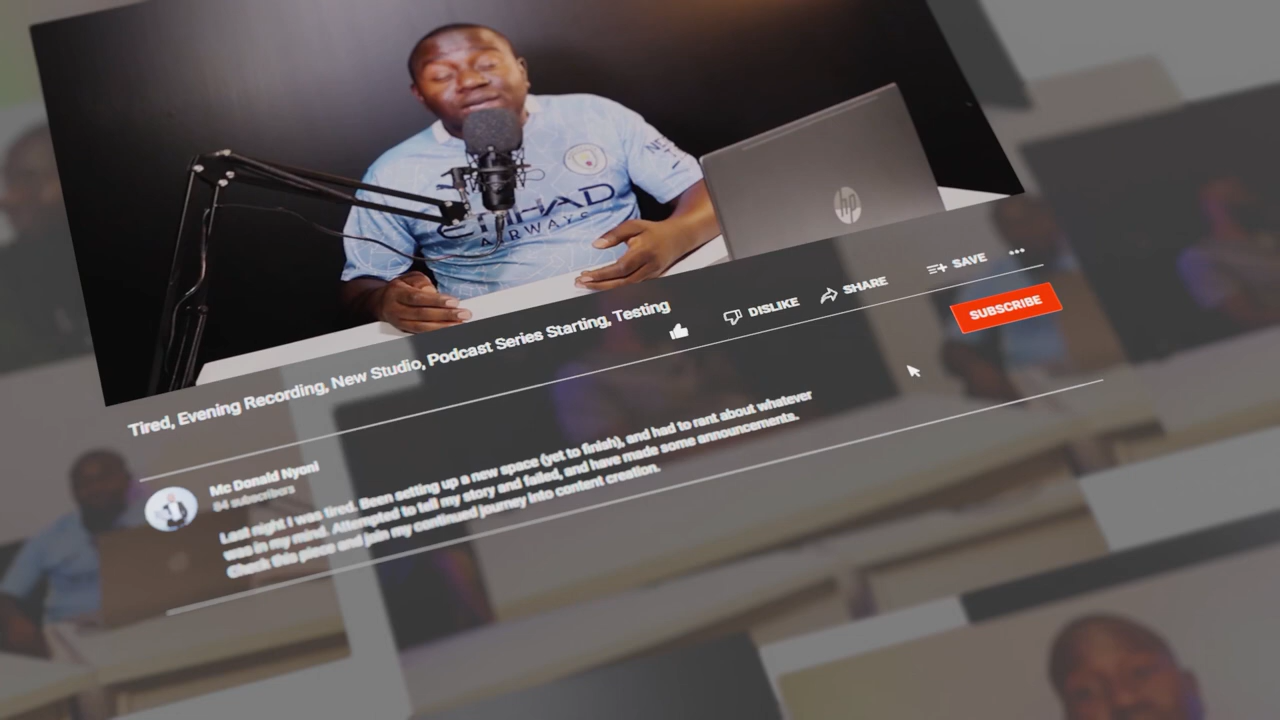 ETIHAD
AIRWAYS
hp
Tired, Evening Recording, New Studio, Podcast Series Starting, Testing
DISLIKE
SHARE
SAVE
SUBSCRIBE
Mc Donald Nyoni
84 subscribers
Last night I was tired. Been setting up a new space (yet to finish), and had to rant about whatever
was in my mind. Attempted to tell my story and failed, and have made some announcements.
Check this piece and join my continued journey into content creation.